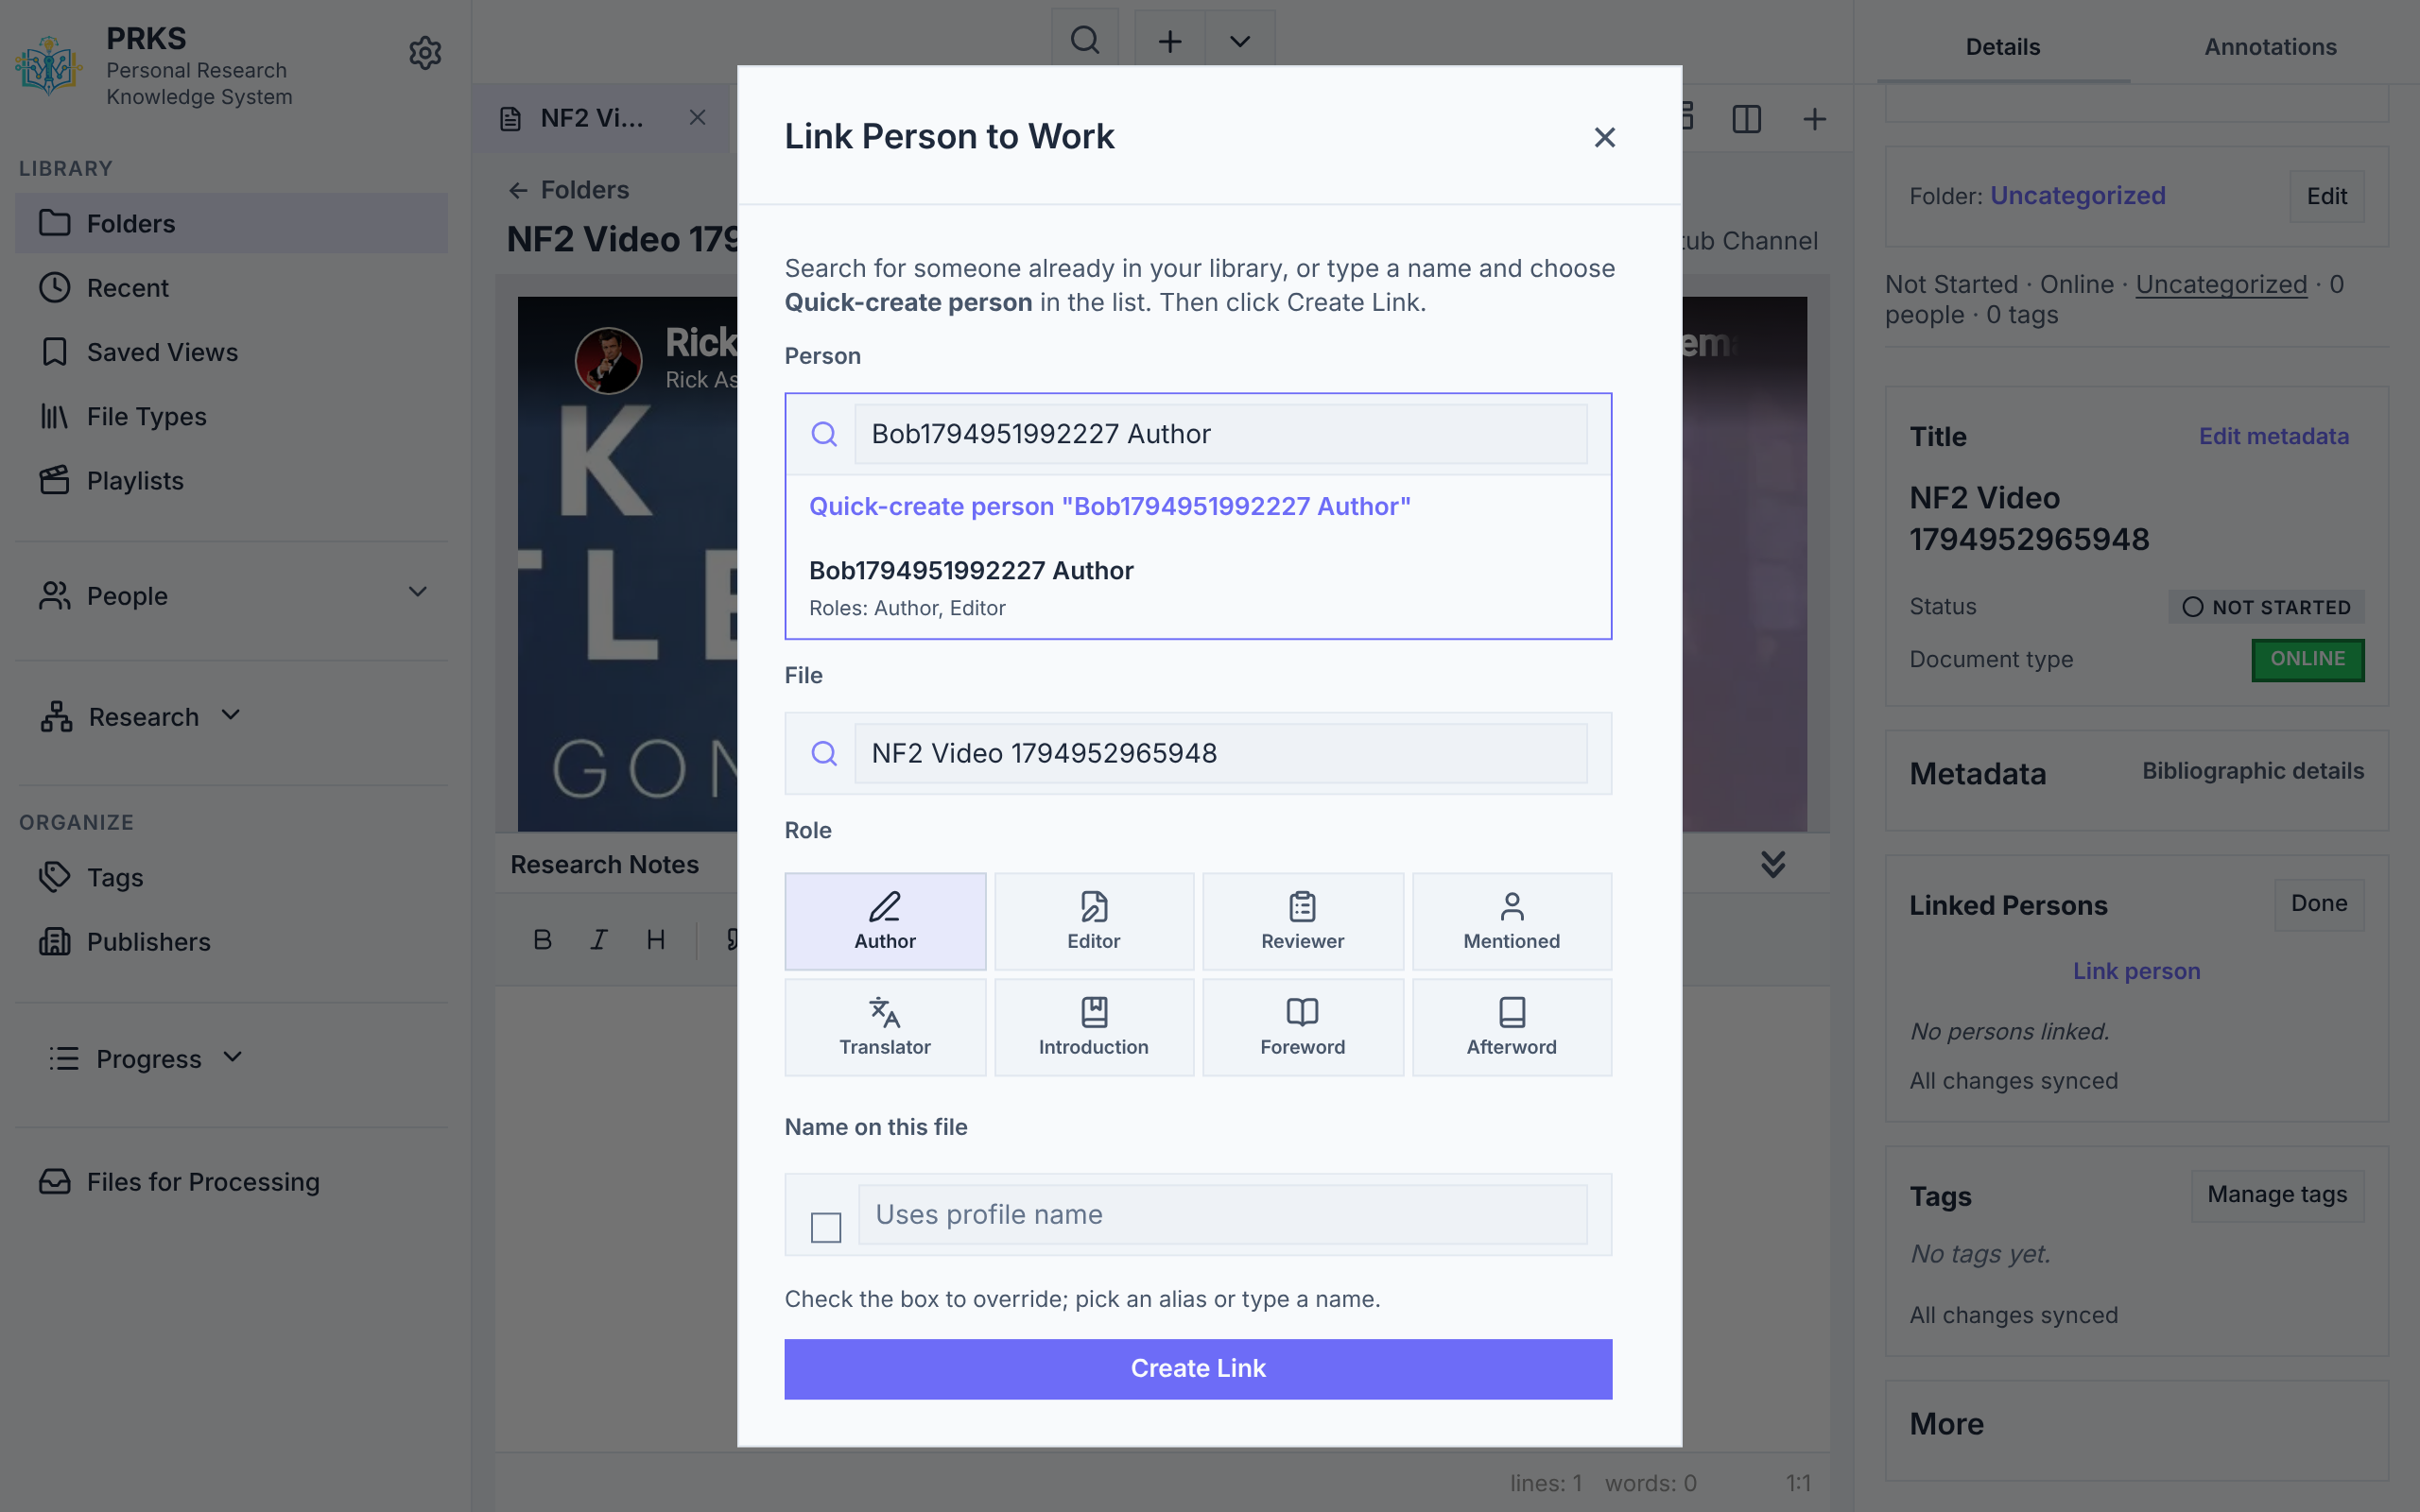 PRKS
Personal Research
Knowledge System
LIBRARY
Folders
Recent
Saved Views
File Types
Playlists
People
Research
ORGANIZE
Tags
Publishers
Progress
Files for Processing
NF2 Vi...
Folders
NF2 Video 179
tub Channel
Rick
Rick As
em
K
TLE
GON
Research Notes
B I H
lines: 1 words: 0 1:1
Link Person to Work
Search for someone already in your library, or type a name and choose
Quick-create person in the list. Then click Create Link.
Person
Bob1794951992227 Author
Quick-create person "Bob1794951992227 Author"
Bob1794951992227 Author
Roles: Author, Editor
File
NF2 Video 1794952965948
Role
Author Editor Reviewer Mentioned
Translator Introduction Foreword Afterword
Name on this file
Uses profile name
Check the box to override; pick an alias or type a name.
Create Link
Details Annotations
Folder: Uncategorized Edit
Not Started · Online · Uncategorized · 0
people · 0 tags
Title Edit metadata
NF2 Video
1794952965948
Status NOT STARTED
Document type ONLINE
Metadata Bibliographic details
Linked Persons Done
Link person
No persons linked.
All changes synced
Tags Manage tags
No tags yet.
All changes synced
More